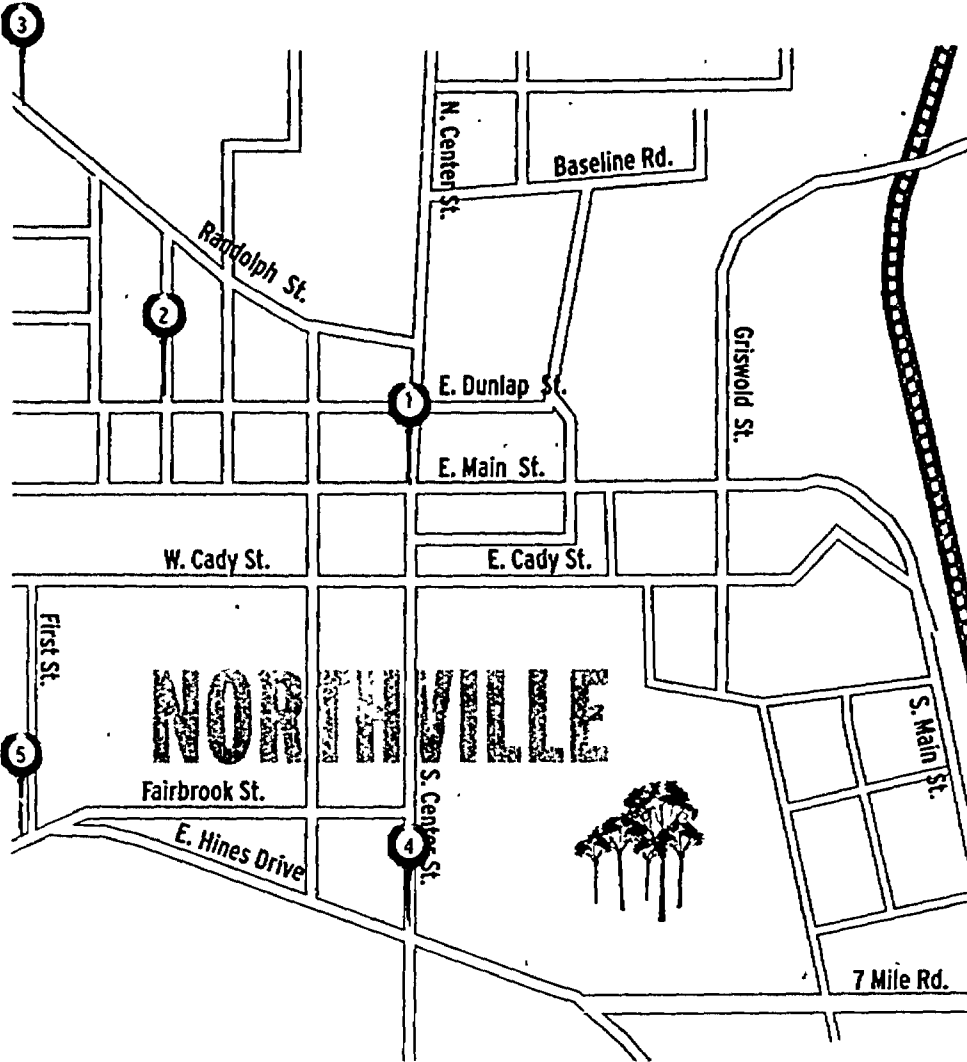 3
N. Center St.
Baseline Rd.
Randolph St.
2
Griswold St.
E. Dunlap St.
1
E. Main St.
W. Cady St.
E. Cady St.
First St.
NORTHVILLE
S. Main St.
5
Fairbrook St.
S. Center St.
E. Hines Drive
4
7 Mile Rd.